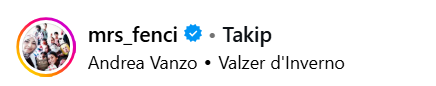 mrs_fenci • Takip
Andrea Vanzo • Valzer d'Inverno